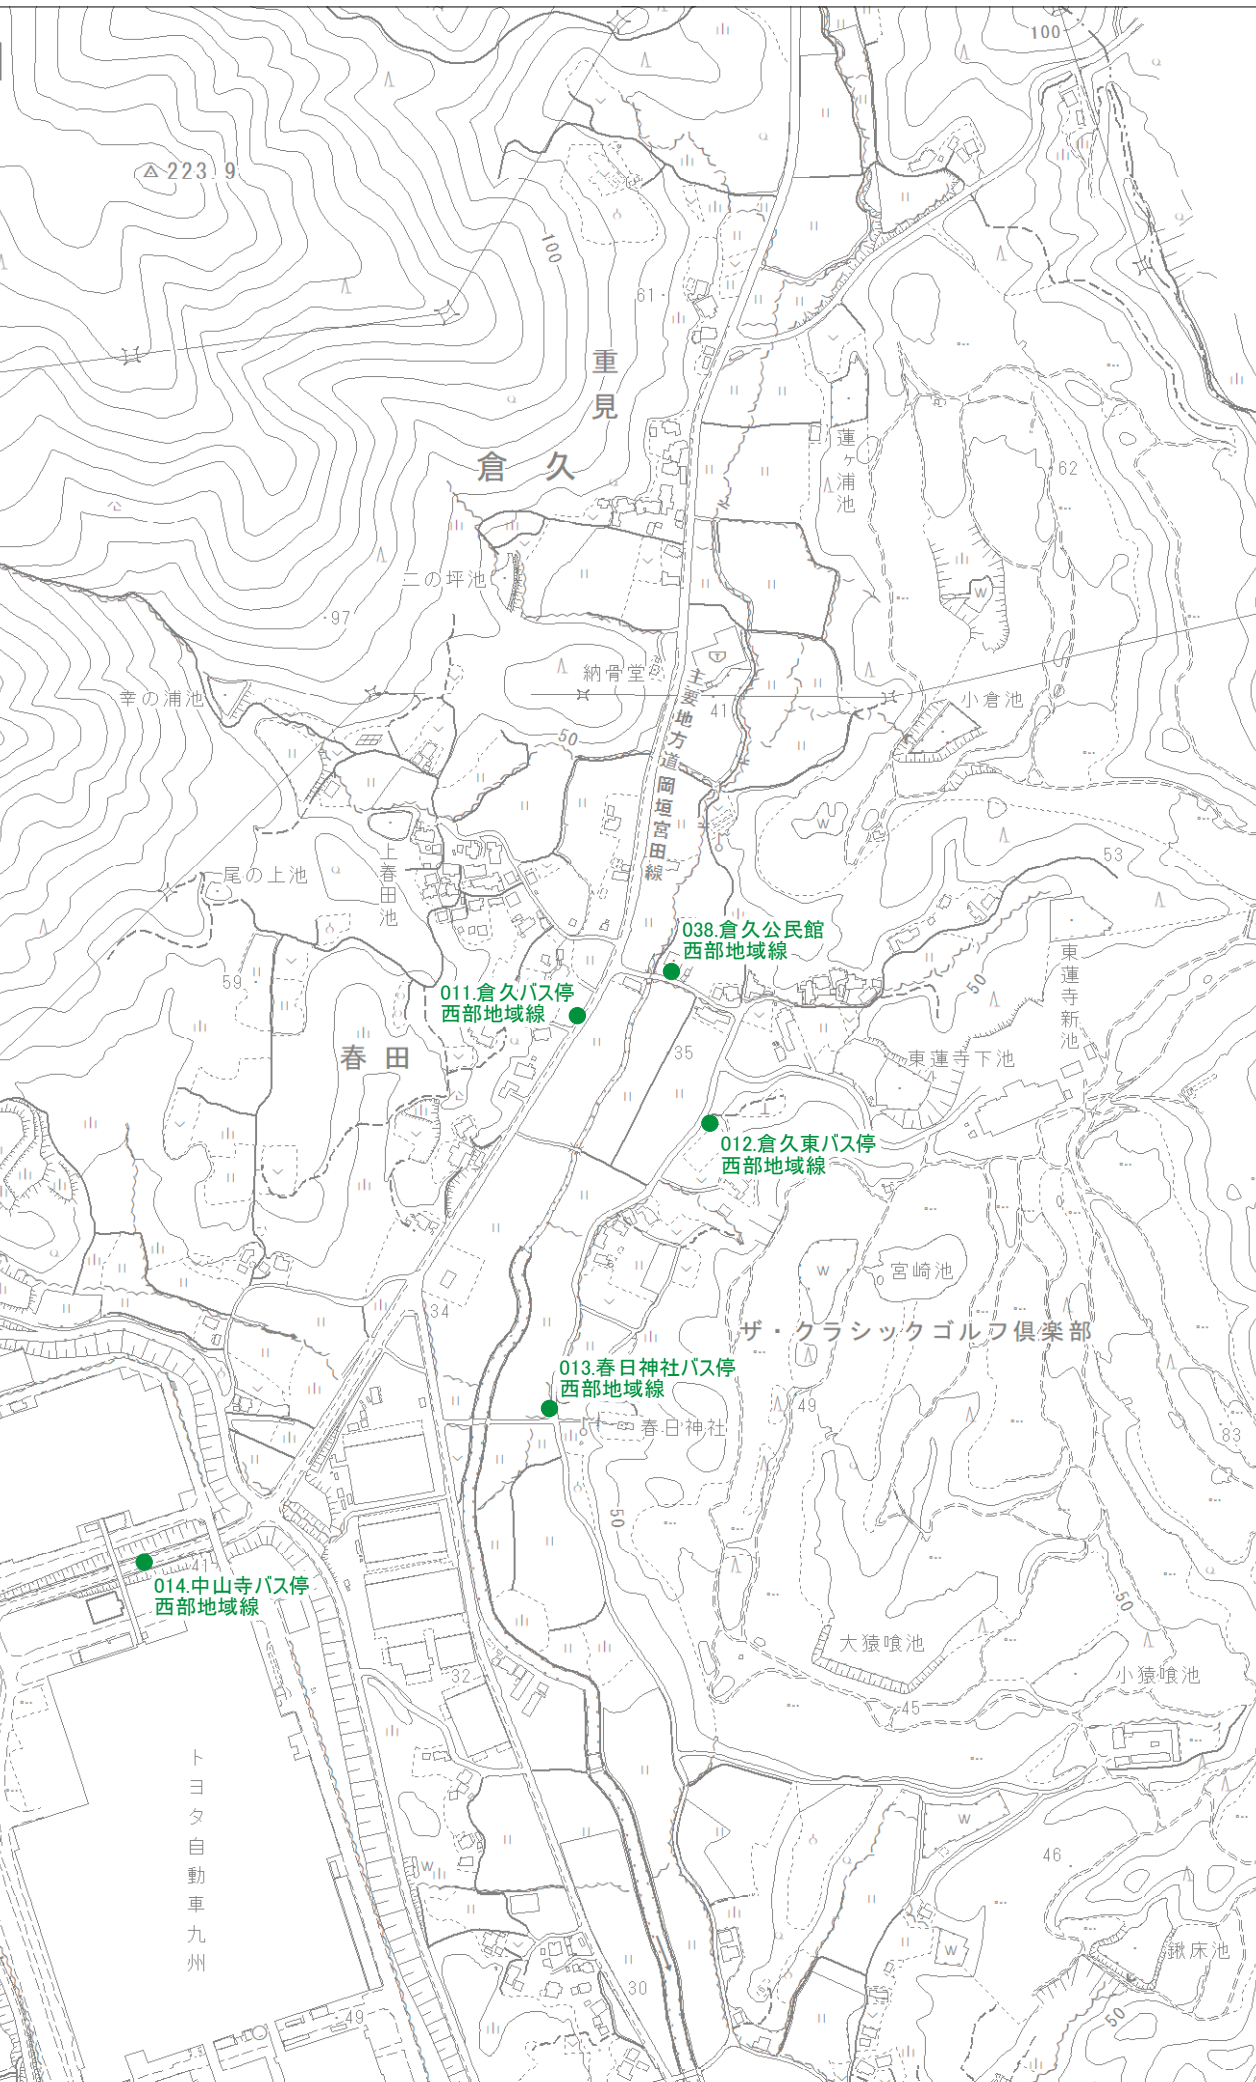 100
223.9
100
61
重見
倉久
蓮ヶ浦池
62
二の坪池
97
W
納骨堂
幸の浦池
小倉池
主要地方道岡垣宮田線
41
50
W
53
上春田池
尾の上池
038.倉久公民館
西部地域線
東蓮寺新池
59
50
011.倉久バス停
西部地域線
春田
35
東蓮寺下池
012.倉久東バス停
西部地域線
W
宮崎池
34
ザ・クラシックゴルフ倶楽部
013.春日神社バス停
西部地域線
49
春日神社
83
50
014.中山寺バス停
西部地域線
41
50
大猿喰池
小猿喰池
32
45
トヨタ自動車九州
W
46
W
W
鍬床池
30
49
50